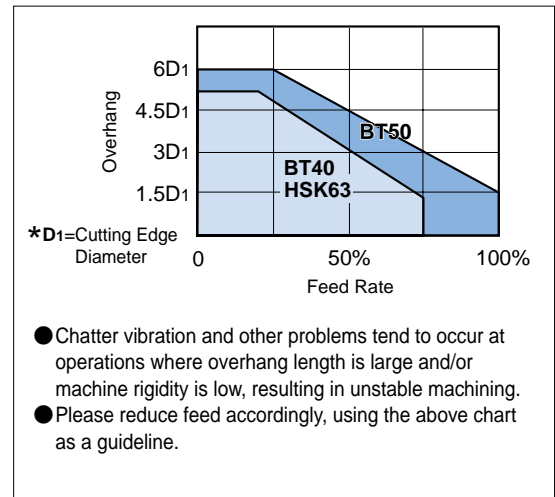 6D1
4.5D1
3D1
1.5D1
Overhang
BT50
BT40
HSK63
*D1=Cutting Edge
Diameter
0
50%
100%
Feed Rate
●Chatter vibration and other problems tend to occur at
operations where overhang length is large and/or
machine rigidity is low, resulting in unstable machining.
●Please reduce feed accordingly, using the above chart
as a guideline.